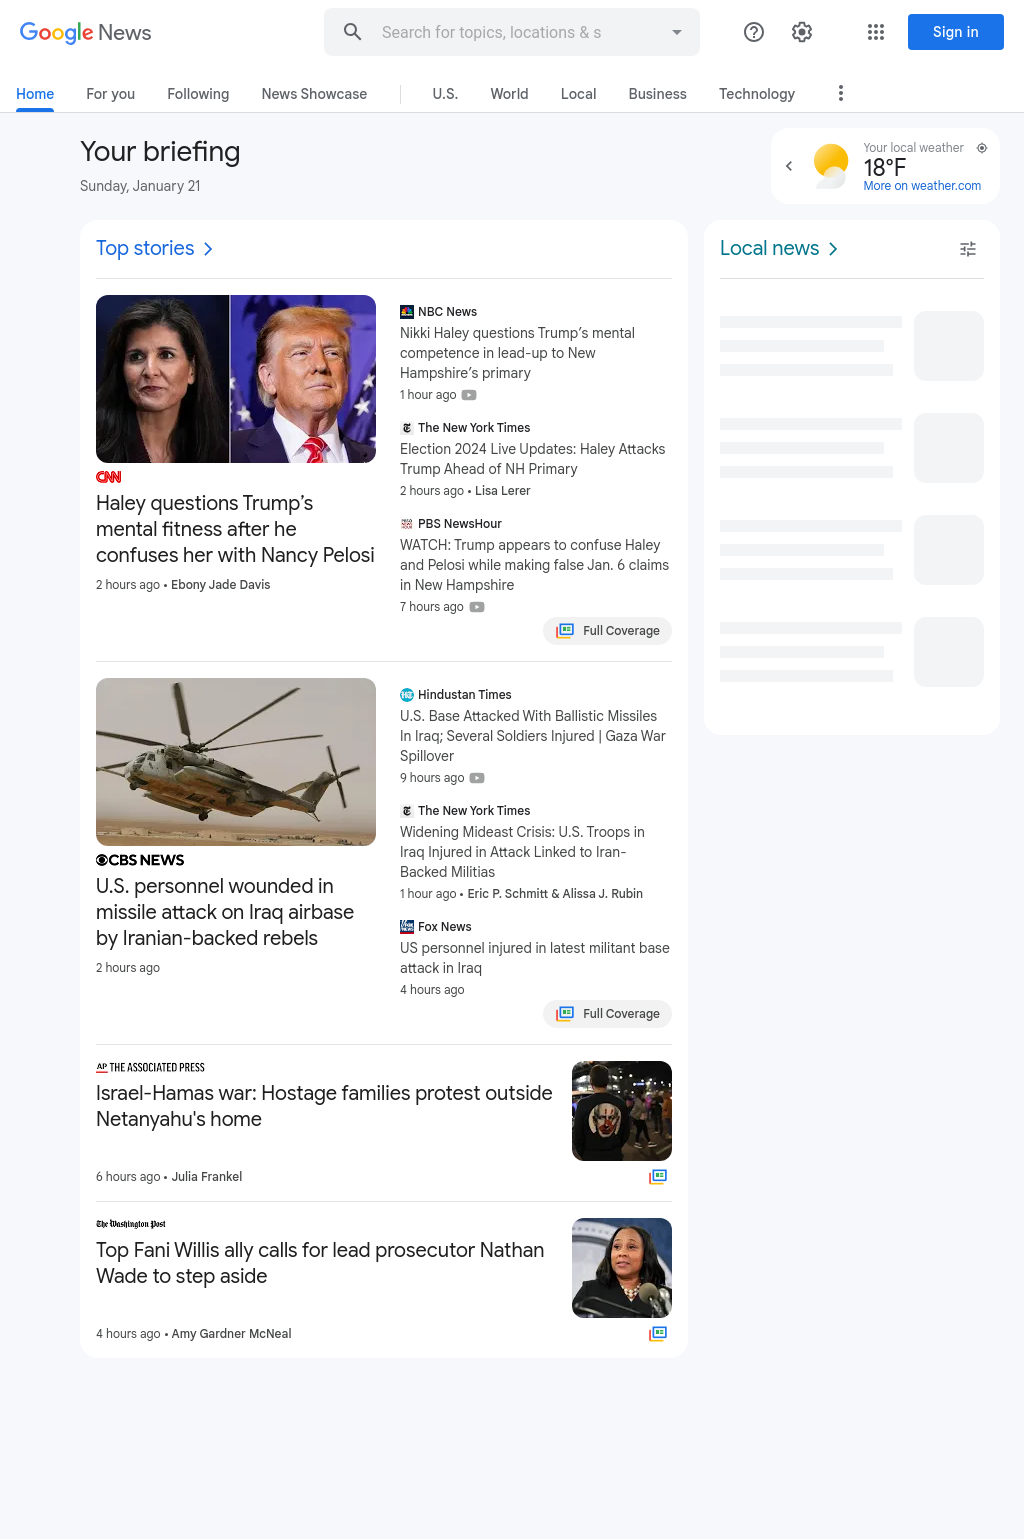 Google News
Search for topics, locations & s
Sign in
Home
For you
Following
News Showcase
U.S.
World
Local
Business
Technology
Your briefing
Sunday, January 21
Your local weather
18°F
More on weather.com
Top stories
CNN
Haley questions Trump’s
mental fitness after he
confuses her with Nancy Pelosi
2 hours ago • Ebony Jade Davis
NBC News
Nikki Haley questions Trump’s mental
competence in lead-up to New
Hampshire’s primary
1 hour ago
The New York Times
Election 2024 Live Updates: Haley Attacks
Trump Ahead of NH Primary
2 hours ago • Lisa Lerer
PBS NewsHour
WATCH: Trump appears to confuse Haley
and Pelosi while making false Jan. 6 claims
in New Hampshire
7 hours ago
Full Coverage
CBS NEWS
U.S. personnel wounded in
missile attack on Iraq airbase
by Iranian-backed rebels
2 hours ago
Hindustan Times
U.S. Base Attacked With Ballistic Missiles
In Iraq; Several Soldiers Injured | Gaza War
Spillover
9 hours ago
The New York Times
Widening Mideast Crisis: U.S. Troops in
Iraq Injured in Attack Linked to Iran-
Backed Militias
1 hour ago • Eric P. Schmitt & Alissa J. Rubin
Fox News
US personnel injured in latest militant base
attack in Iraq
4 hours ago
Full Coverage
AP THE ASSOCIATED PRESS
Israel-Hamas war: Hostage families protest outside
Netanyahu's home
6 hours ago • Julia Frankel
The Washington Post
Top Fani Willis ally calls for lead prosecutor Nathan
Wade to step aside
4 hours ago • Amy Gardner McNeal
Local news